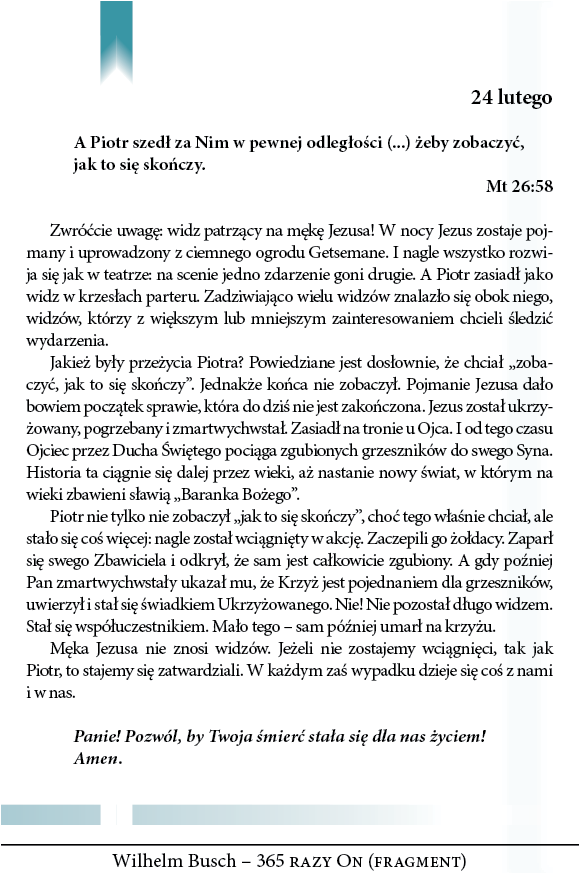 24 lutego
A Piotr szedł za Nim w pewnej odległości (...) żeby zobaczyć,
jak to się skończy.
Mt 26:58
Zwróćcie uwagę: widz patrzący na mękę Jezusa! W nocy Jezus zostaje poj-
many i uprowadzony z ciemnego ogrodu Getsemane. I nagle wszystko rozwi-
ja się jak w teatrze: na scenie jedno zdarzenie goni drugie. A Piotr zasiadł jako
widz w krzesłach parteru. Zadziwiająco wielu widzów znalazło się obok niego,
widzów, którzy z większym lub mniejszym zainteresowaniem chcieli śledzić
wydarzenia.
Jakież były przeżycia Piotra? Powiedziane jest dosłownie, że chciał „zoba-
czyć, jak to się skończy”. Jednakże końca nie zobaczył. Pojmanie Jezusa dało
bowiem początek sprawie, która do dziś nie jest zakończona. Jezus został ukrzy-
żowany, pogrzebany i zmartwychwstał. Zasiadł na tronie u Ojca. I od tego czasu
Ojciec przez Ducha Świętego pociąga zgubionych grzeszników do swego Syna.
Historia ta ciągnie się dalej przez wieki, aż nastanie nowy świat, w którym na
wieki zbawieni sławią „Baranka Bożego”.
Piotr nie tylko nie zobaczył „jak to się skończy”, choć tego właśnie chciał, ale
stało się coś więcej: nagle został wciągnięty w akcję. Zaczepili go żołdacy. Zaparł
się swego Zbawiciela i odkrył, że sam jest całkowicie zgubiony. A gdy później
Pan zmartwychwstały ukazał mu, że Krzyż jest pojednaniem dla grzeszników,
uwierzył i stał się świadkiem Ukrzyżowanego. Nie! Nie pozostał długo widzem.
Stał się współuczestnikiem. Mało tego – sam później umarł na krzyżu.
Męka Jezusa nie znosi widzów. Jeżeli nie zostajemy wciągnięci, tak jak
Piotr, to stajemy się zatwardziali. W każdym zaś wypadku dzieje się coś z nami
i w nas.
Panie! Pozwól, by Twoja śmierć stała się dla nas życiem!
Amen.
Wilhelm Busch – 365 razy On (fragment)